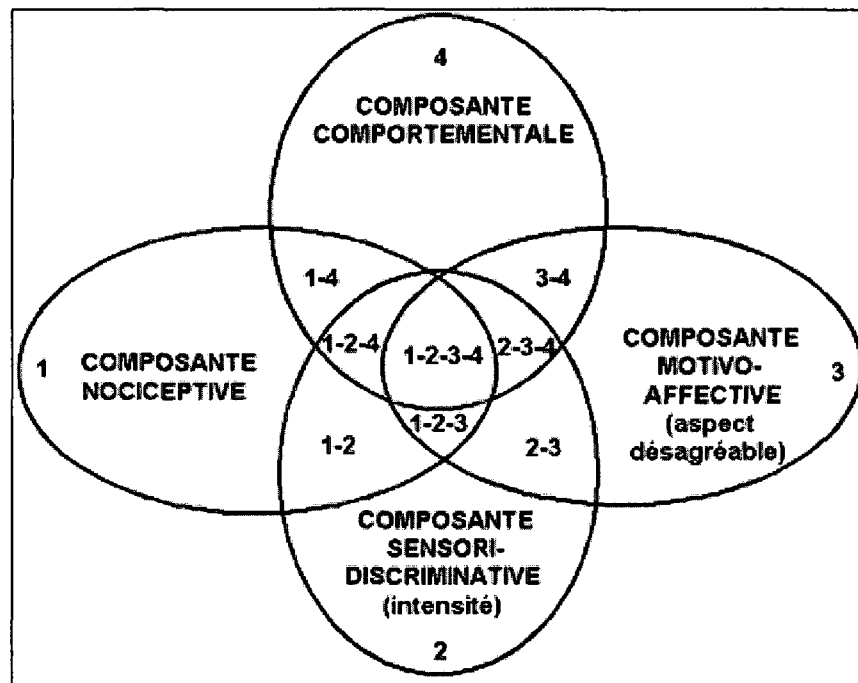 4
COMPOSANTE
COMPORTEMENTALE
1-4
3-4
1-2-4
1-2-3-4
2-3-4
1
COMPOSANTE
NOCICEPTIVE
COMPOSANTE
MOTIVO-
AFFECTIVE
(aspect
désagréable)
3
1-2-3
1-2
2-3
COMPOSANTE
SENSORI-
DISCRIMINATIVE
(intensité)
2